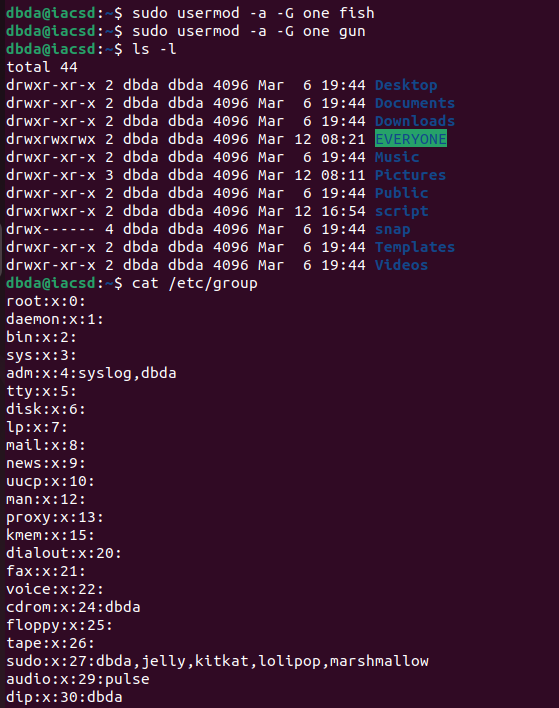 dbda@iacsd:~$ sudo usermod -a -G one fish
dbda@iacsd:~$ sudo usermod -a -G one gun
dbda@iacsd:~$ ls -l
total 44
drwxr-xr-x 2 dbda dbda 4096 Mar  6 19:44 Desktop
drwxr-xr-x 2 dbda dbda 4096 Mar  6 19:44 Documents
drwxr-xr-x 2 dbda dbda 4096 Mar  6 19:44 Downloads
drwxrwxrwx 2 dbda dbda 4096 Mar 12 08:21 EVERYONE
drwxr-xr-x 2 dbda dbda 4096 Mar  6 19:44 Music
drwxr-xr-x 3 dbda dbda 4096 Mar 12 08:11 Pictures
drwxr-xr-x 2 dbda dbda 4096 Mar  6 19:44 Public
drwxrwxr-x 2 dbda dbda 4096 Mar 12 16:54 script
drwx------ 4 dbda dbda 4096 Mar  6 19:44 snap
drwxr-xr-x 2 dbda dbda 4096 Mar  6 19:44 Templates
drwxr-xr-x 2 dbda dbda 4096 Mar  6 19:44 Videos
dbda@iacsd:~$ cat /etc/group
root:x:0:
daemon:x:1:
bin:x:2:
sys:x:3:
adm:x:4:syslog,dbda
tty:x:5:
disk:x:6:
lp:x:7:
mail:x:8:
news:x:9:
uucp:x:10:
man:x:12:
proxy:x:13:
kmem:x:15:
dialout:x:20:
fax:x:21:
voice:x:22:
cdrom:x:24:dbda
floppy:x:25:
tape:x:26:
sudo:x:27:dbda,jelly,kitkat,lolipop,marshmallow
audio:x:29:pulse
dip:x:30:dbda